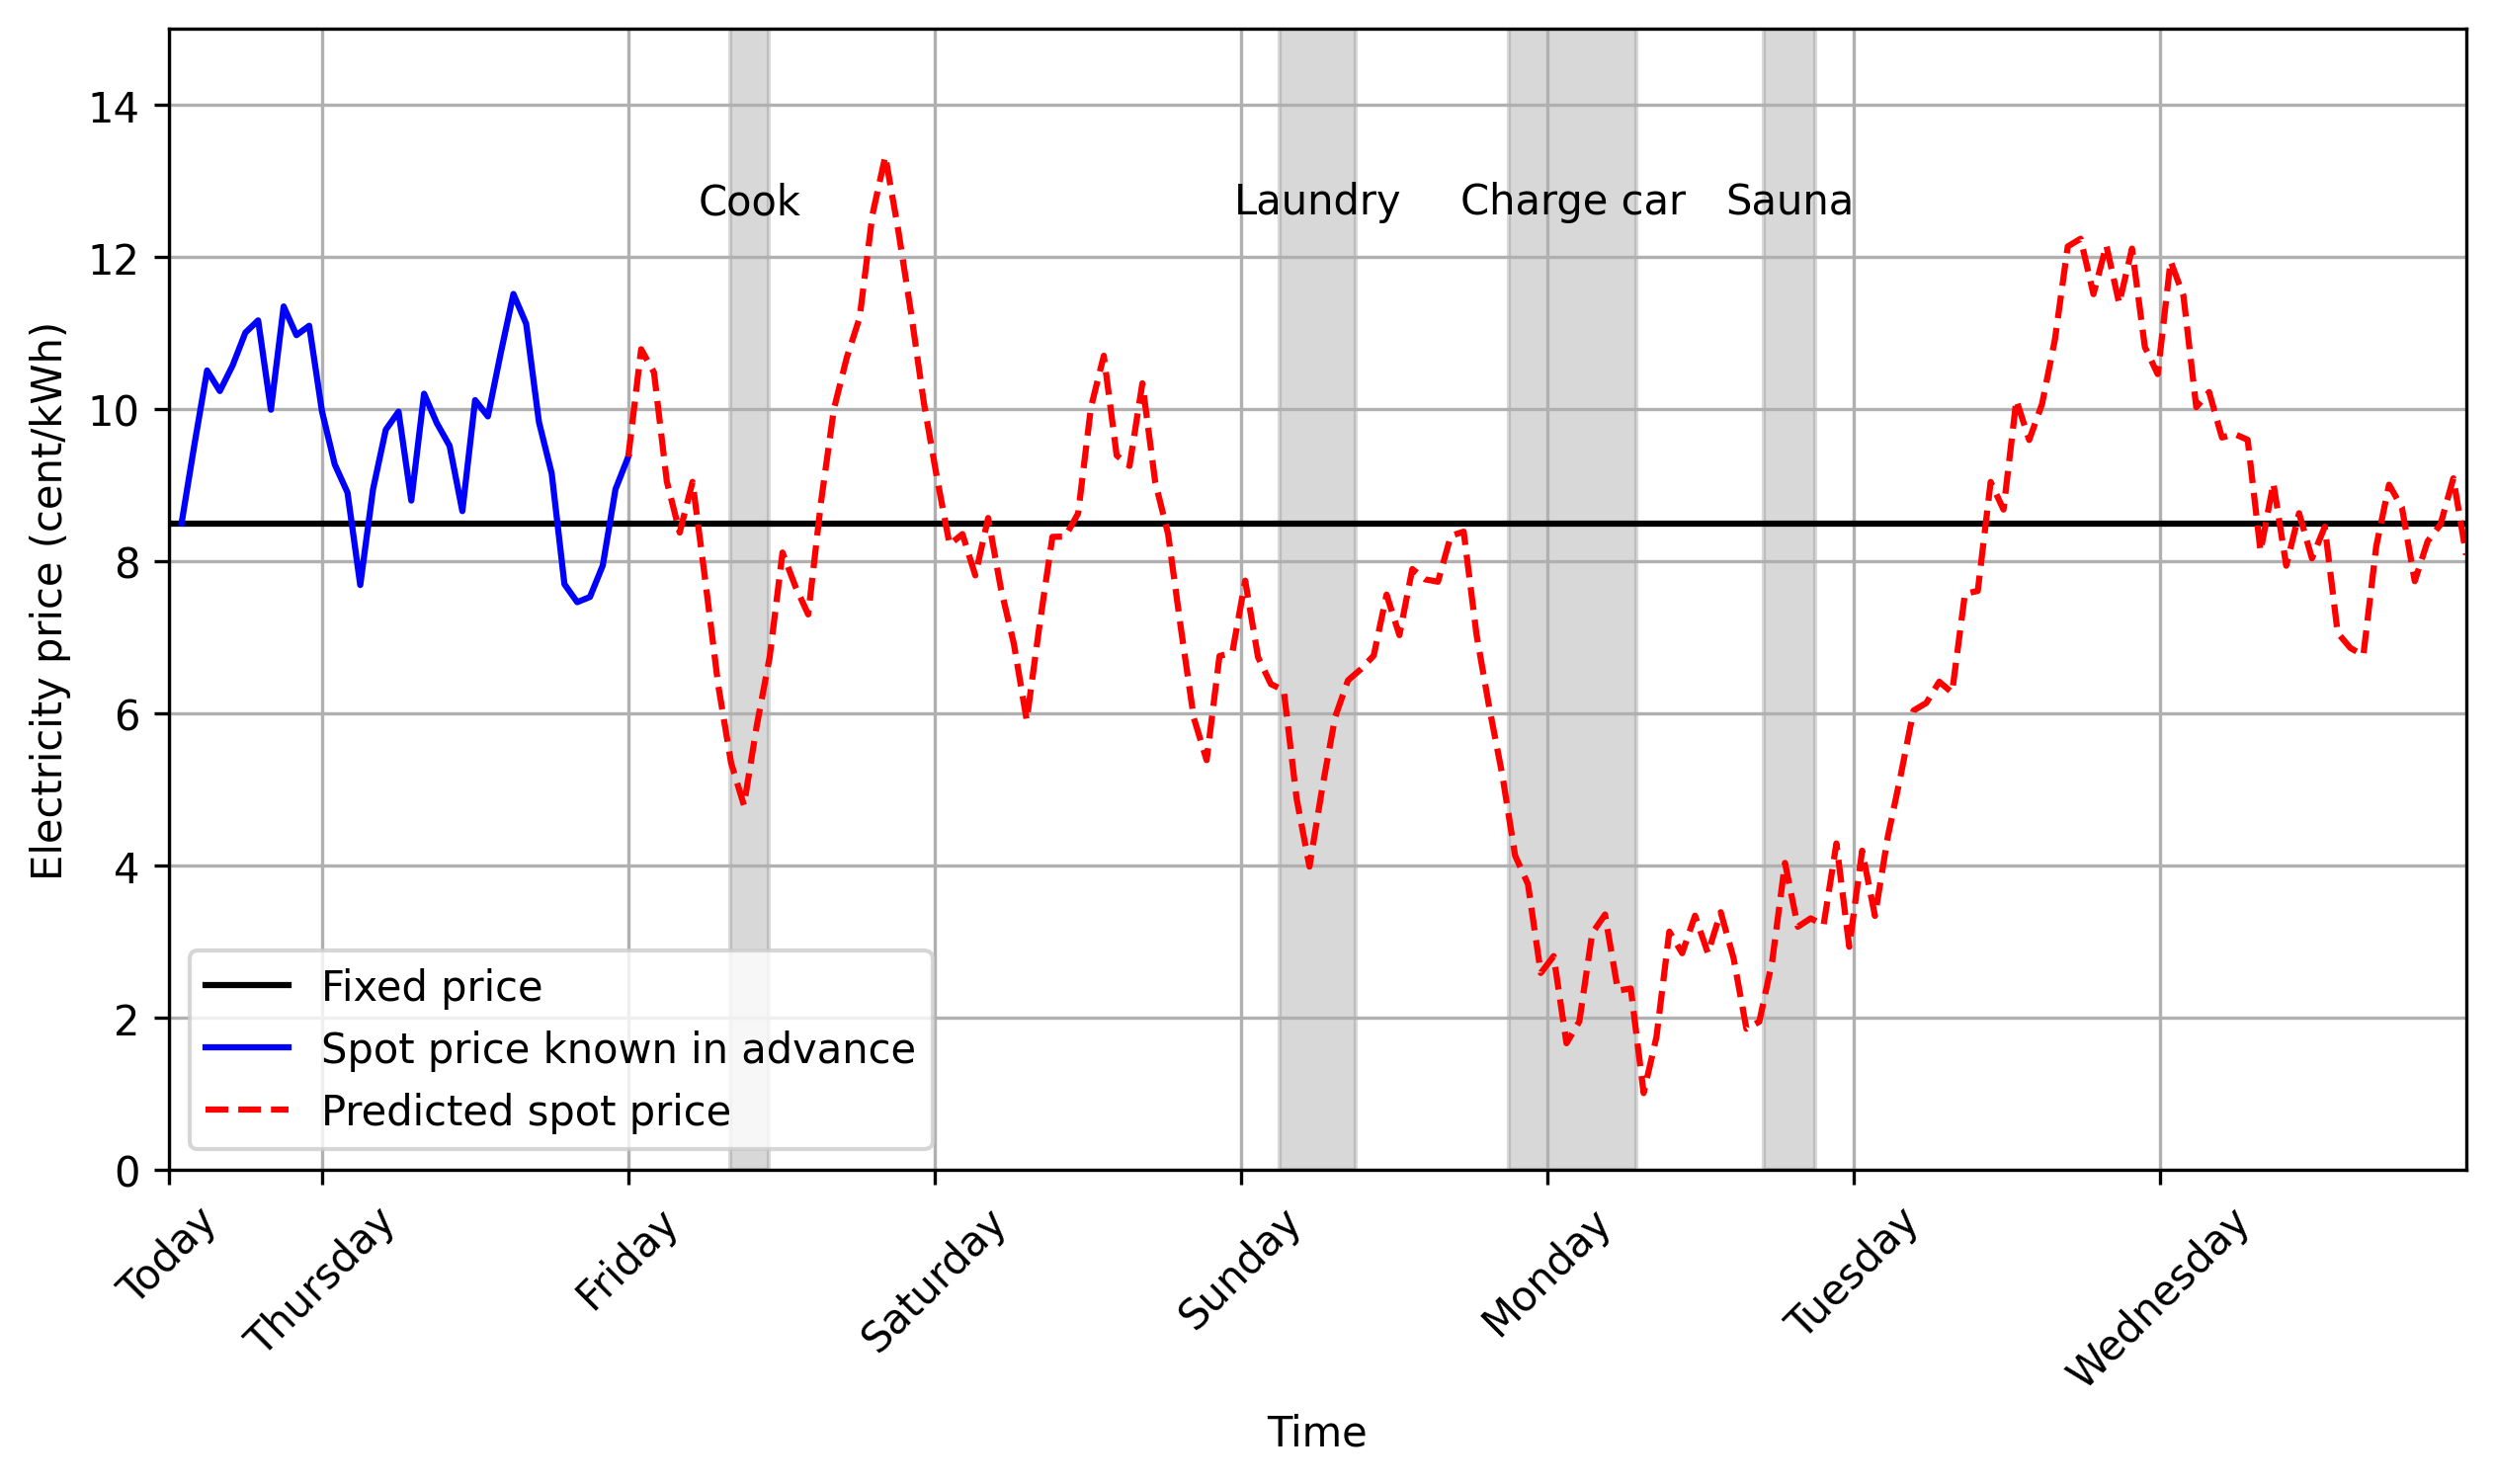 Electricity price (cent/kWh)
14
12
10
8
6
4
2
0
Cook
Laundry
Charge car
Sauna
Fixed price
Spot price known in advance
Predicted spot price
Today
Thursday
Friday
Saturday
Sunday
Monday
Tuesday
Wednesday
Time